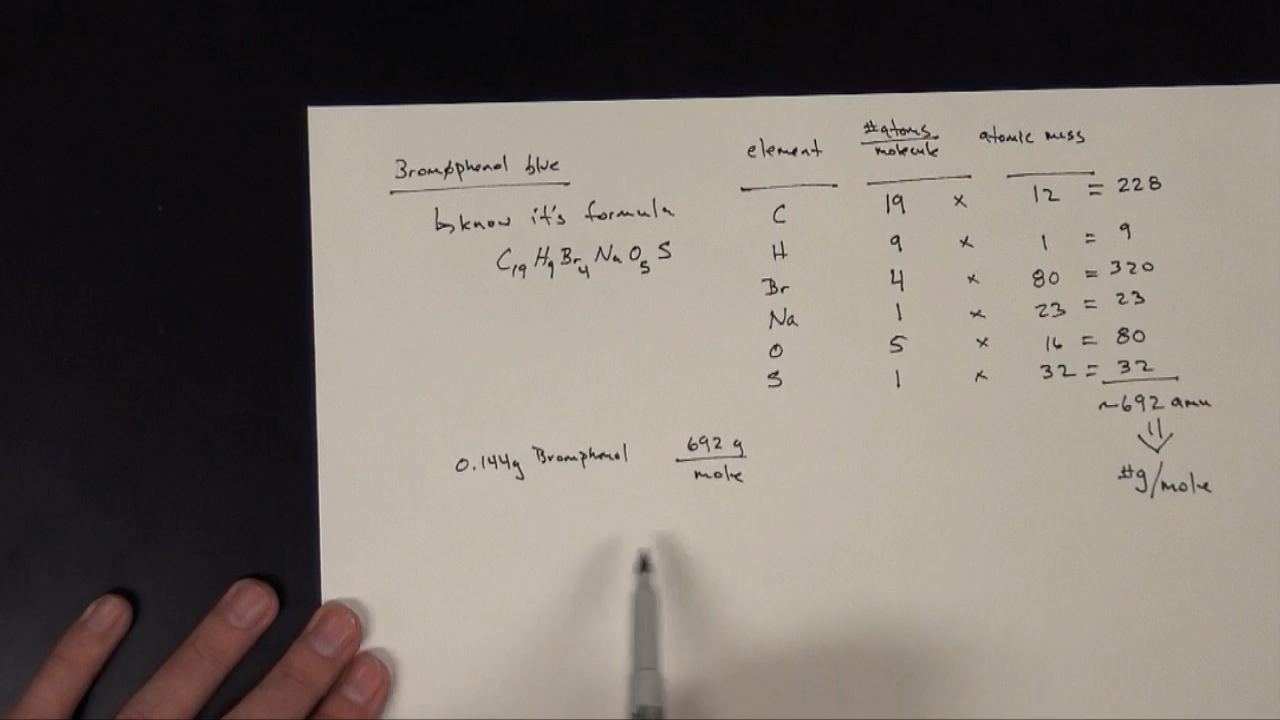 Bromophenol blue
↳ know it's formula
C19 H9 Br4 Na O5 S
element #atoms/molecule atomic mass
C 19 x 12 = 228
H 9 x 1 = 9
Br 4 x 80 = 320
Na 1 x 23 = 23
O 5 x 16 = 80
S 1 x 32 = 32
~692 amu
#g/mole
0.144g Bromphenol 692 g/mole